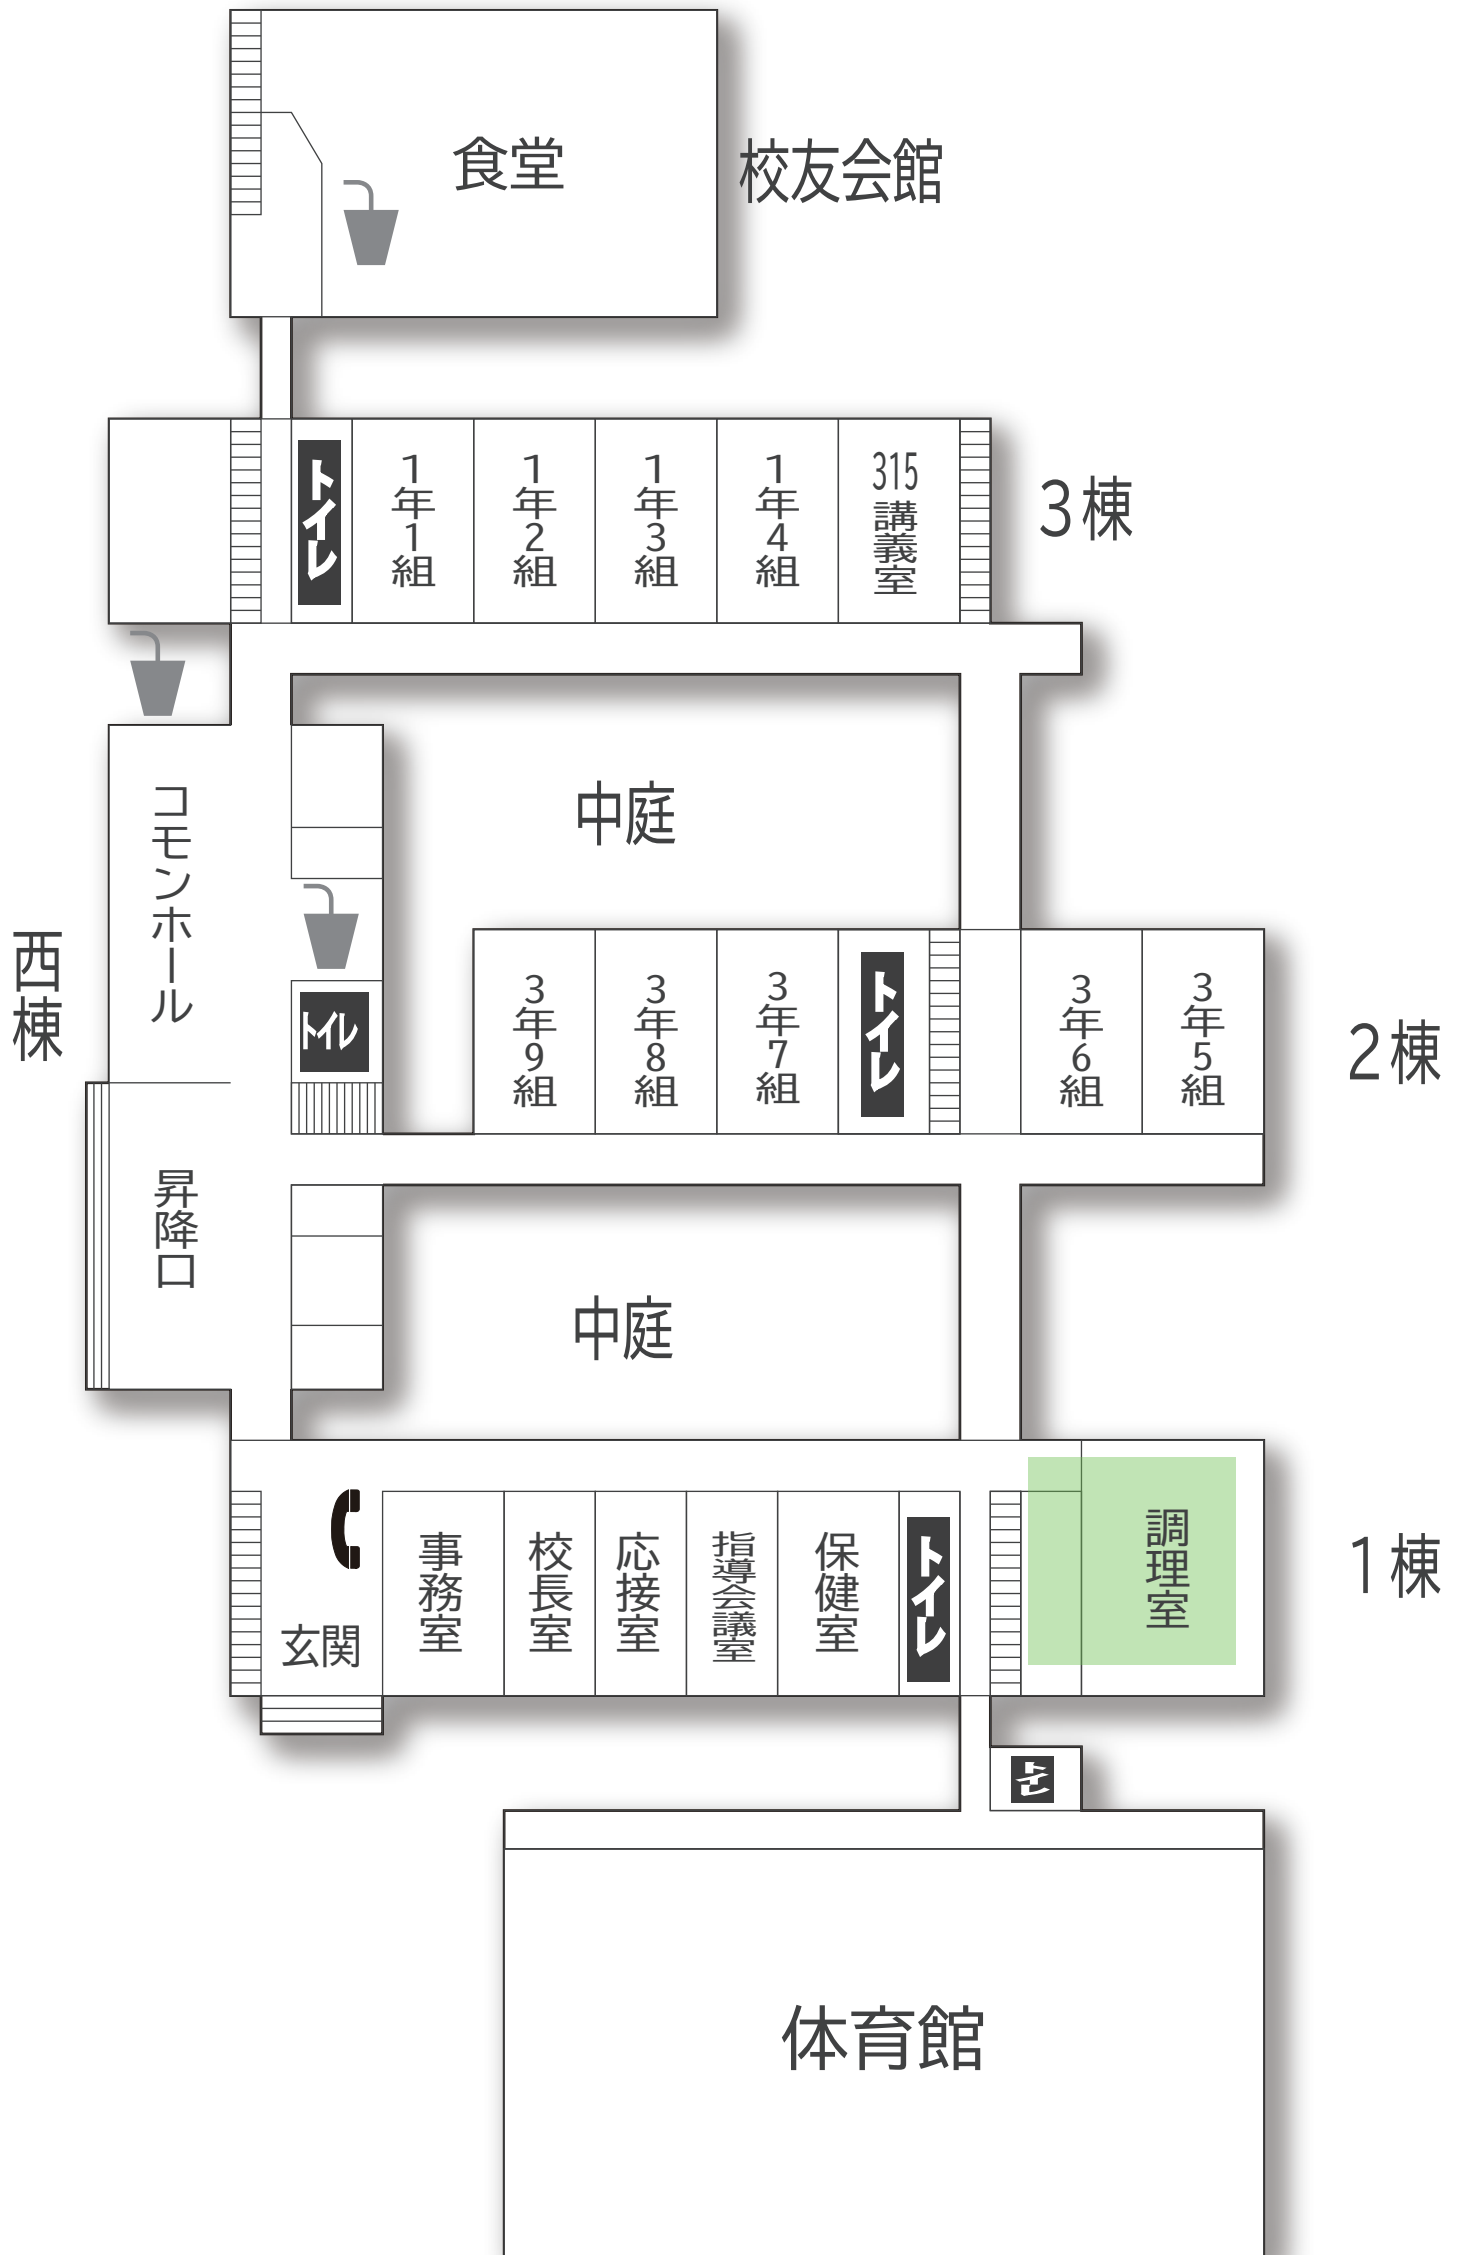 食堂
校友会館
トイレ
1年1組
1年2組
1年3組
1年4組
315
講義室
3棟
コモンホール
中庭
西棟
トイレ
3年9組
3年8組
3年7組
トイレ
3年6組
3年5組
2棟
昇降口
中庭
玄関
事務室
校長室
応接室
指導会議室
保健室
トイレ
調理室
1棟
トイレ
体育館